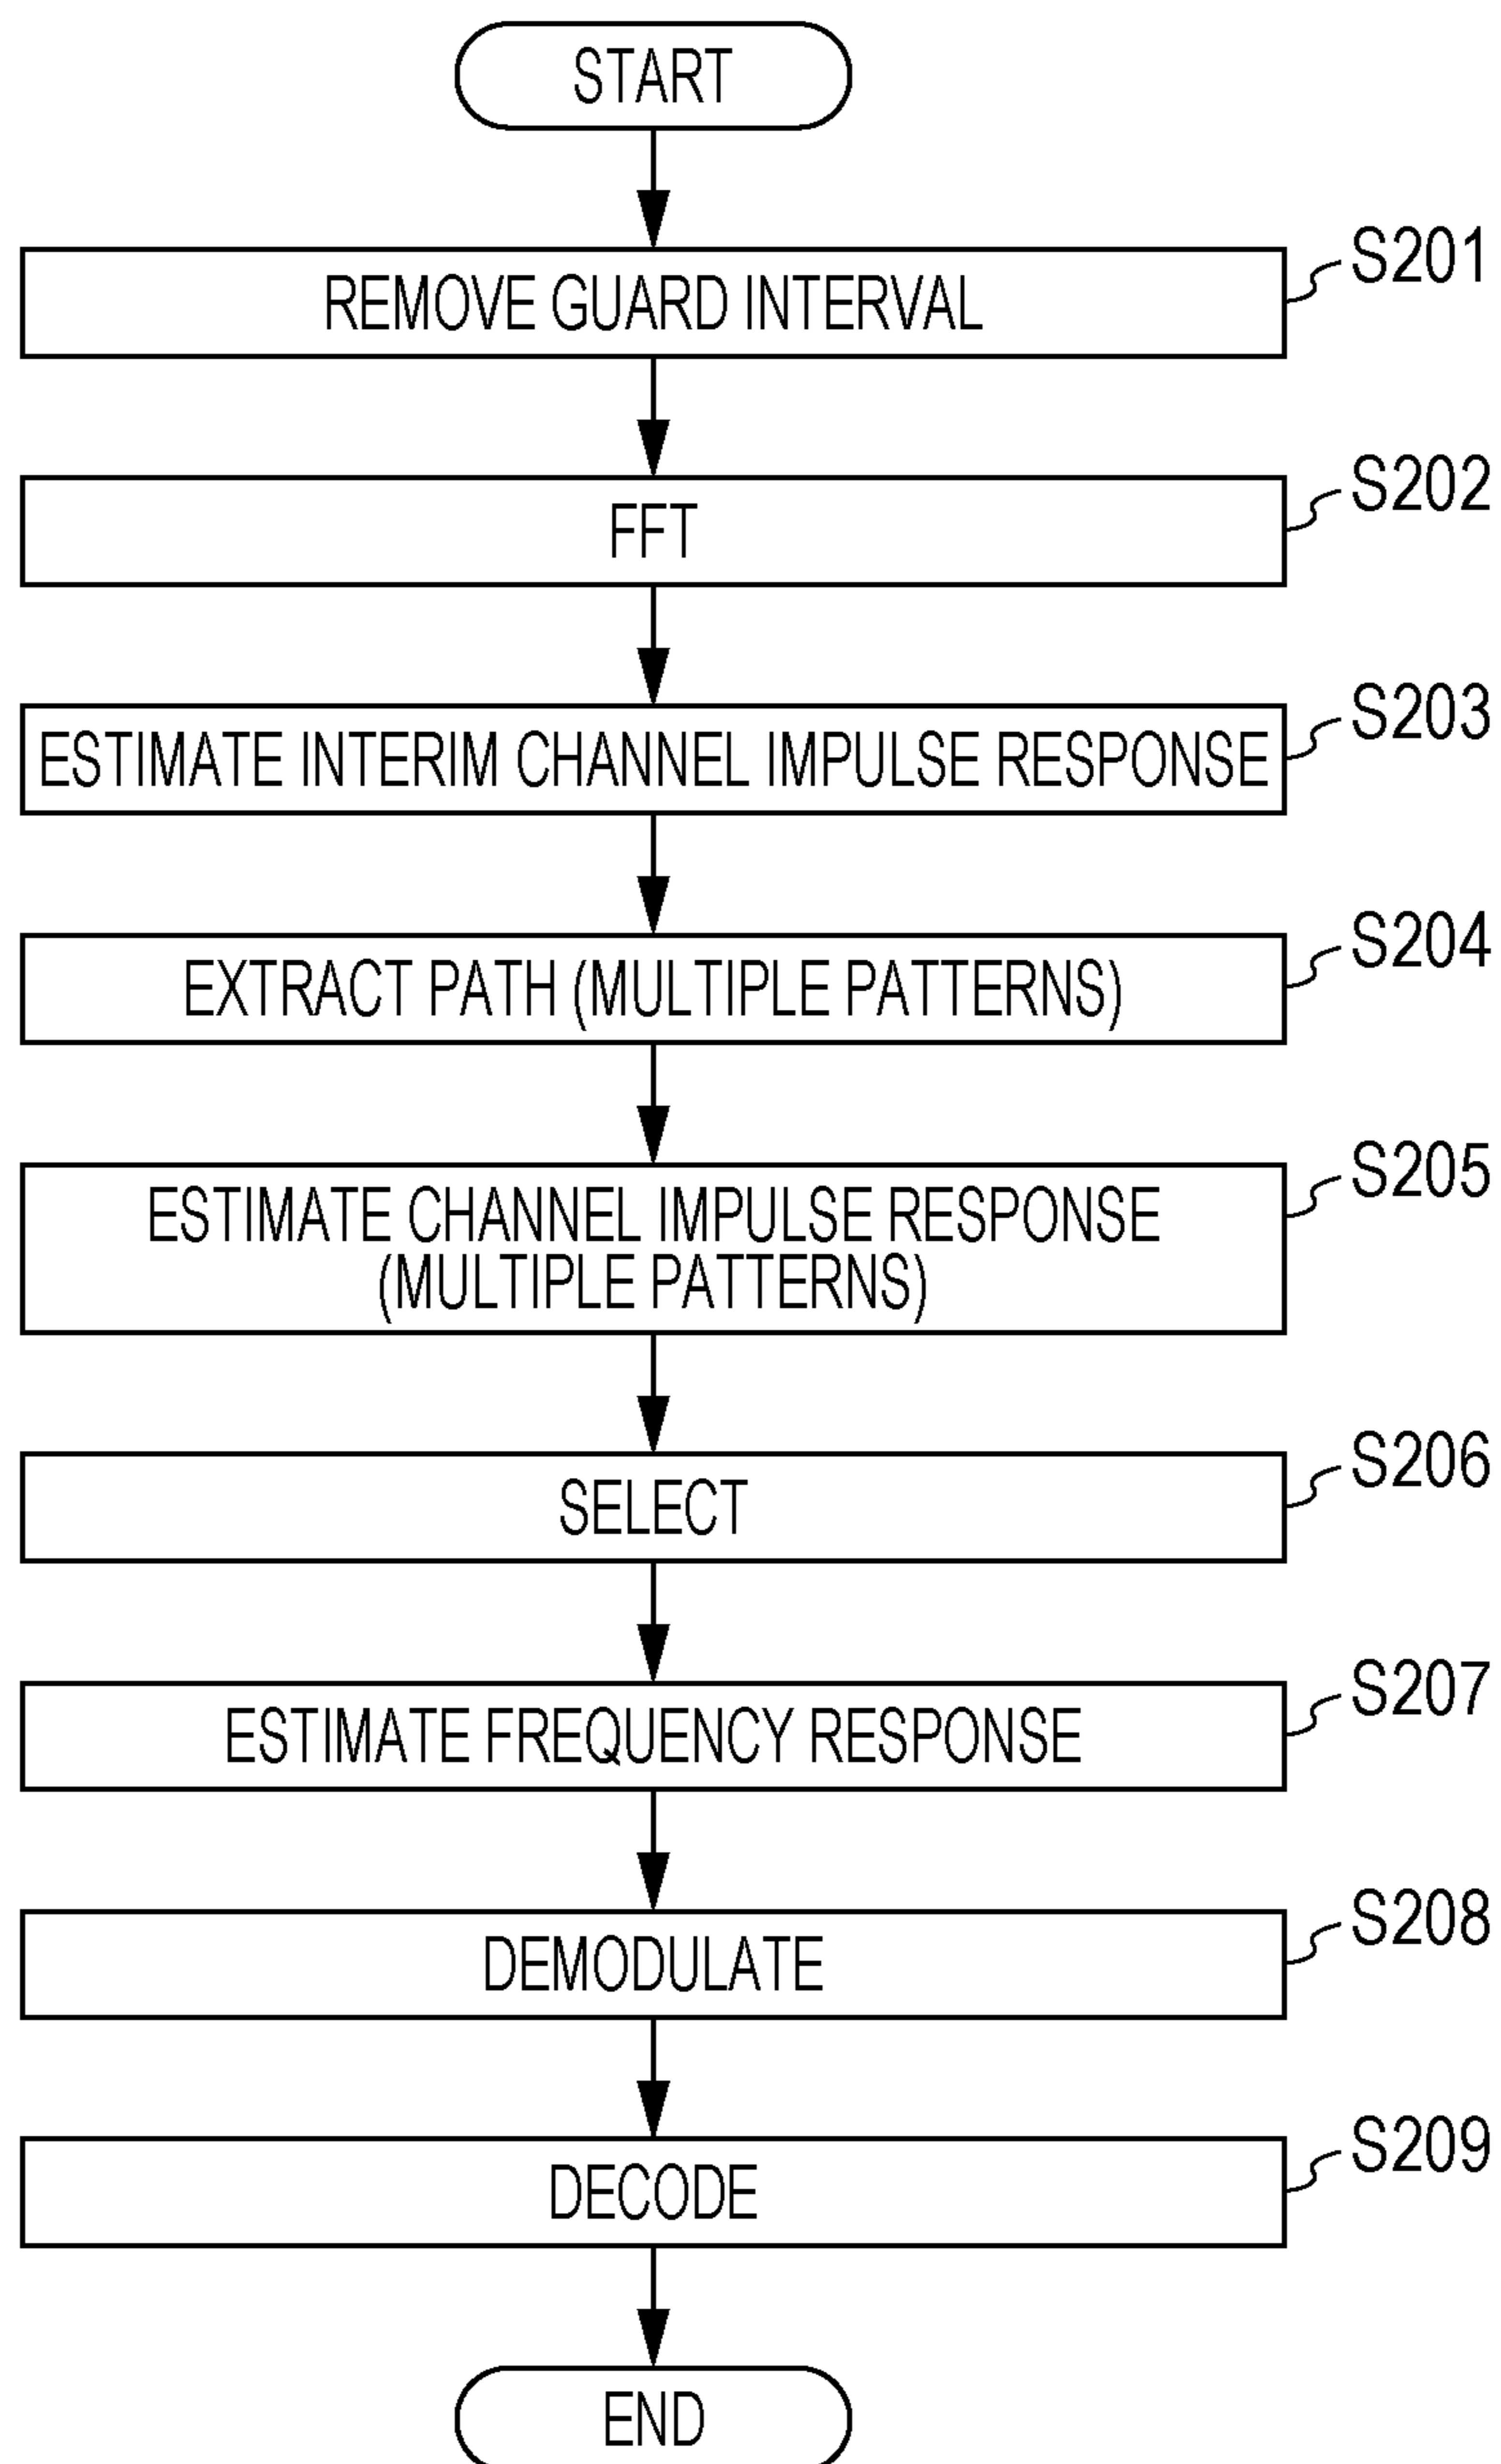 START
REMOVE GUARD INTERVAL
S201
FFT
S202
ESTIMATE INTERIM CHANNEL IMPULSE RESPONSE
S203
EXTRACT PATH (MULTIPLE PATTERNS)
S204
ESTIMATE CHANNEL IMPULSE RESPONSE
(MULTIPLE PATTERNS)
S205
SELECT
S206
ESTIMATE FREQUENCY RESPONSE
S207
DEMODULATE
S208
DECODE
S209
END